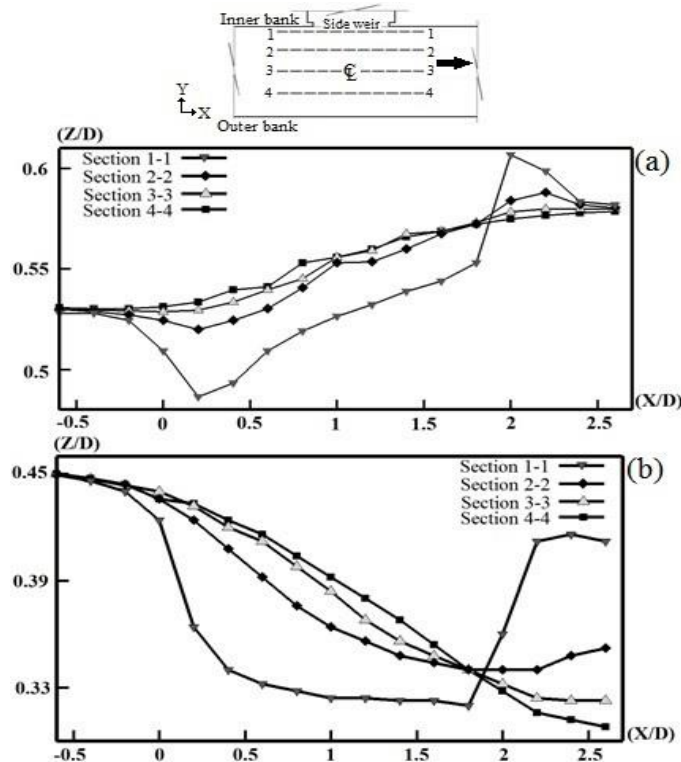 Inner bank
Side weir
1 1
2 2
3 ℄ 3
4 4
Y
X
Outer bank
(Z/D)
(a)
Section 1-1
Section 2-2
Section 3-3
Section 4-4
0.6
0.55
0.5
-0.5 0 0.5 1 1.5 2 2.5
(X/D)
(Z/D)
(b)
Section 1-1
Section 2-2
Section 3-3
Section 4-4
0.45
0.39
0.33
-0.5 0 0.5 1 1.5 2 2.5
(X/D)